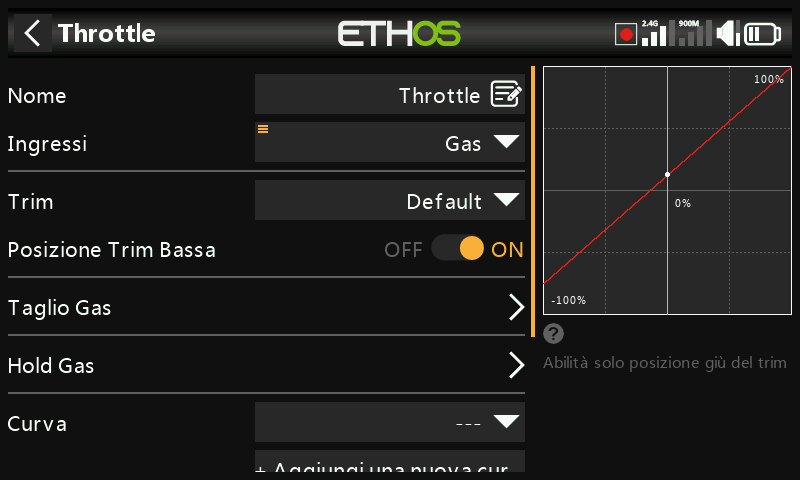 Throttle
ETHOS
2.4G
900M
Nome
Throttle
Ingressi
Gas
Trim
Default
Posizione Trim Bassa
OFF
ON
Taglio Gas
Hold Gas
Curva
---
+ Aggiungi una nuova cur
100%
0%
-100%
?
Abilità solo posizione giù del trim